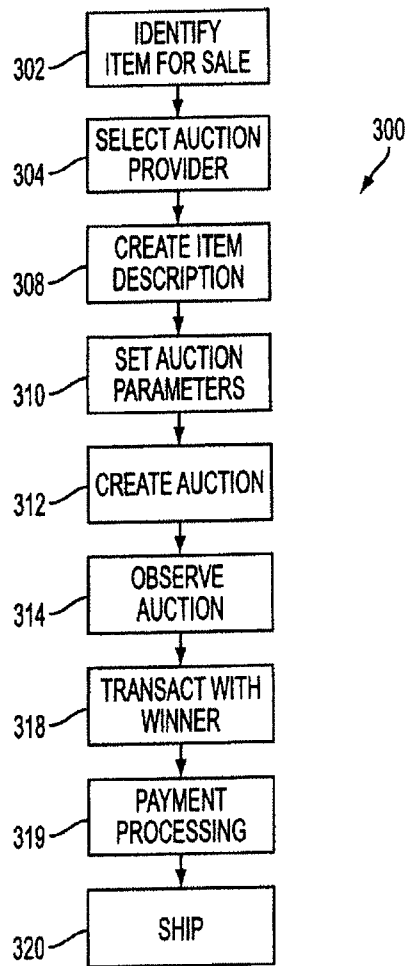 IDENTIFY
ITEM FOR SALE
302
300
SELECT AUCTION
PROVIDER
304
CREATE ITEM
DESCRIPTION
308
SET AUCTION
PARAMETERS
310
CREATE AUCTION
312
OBSERVE
AUCTION
314
TRANSACT WITH
WINNER
318
PAYMENT
PROCESSING
319
SHIP
320